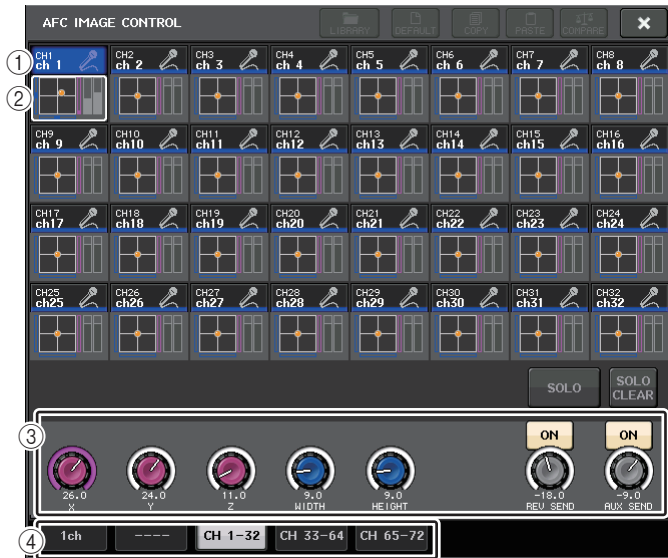 AFC IMAGE CONTROL
LIBRARY DEFAULT COPY PASTE COMPARE
1
CH1 CH2 CH3 CH4 CH5 CH6 CH7 CH8
ch 1 ch 2 ch 3 ch 4 ch 5 ch 6 ch 7 ch 8
2
CH9 CH10 CH11 CH12 CH13 CH14 CH15 CH16
ch 9 ch10 ch11 ch12 ch13 ch14 ch15 ch16
CH17 CH18 CH19 CH20 CH21 CH22 CH23 CH24
ch17 ch18 ch19 ch20 ch21 ch22 ch23 ch24
CH25 CH26 CH27 CH28 CH29 CH30 CH31 CH32
ch25 ch26 ch27 ch28 ch29 ch30 ch31 ch32
SOLO SOLO
CLEAR
3
ON ON
26.0 24.0 11.0 9.0 9.0 -18.0 -9.0
X Y Z WIDTH HEIGHT REV SEND AUX SEND
4
1ch ---- CH 1-32 CH 33-64 CH 65-72